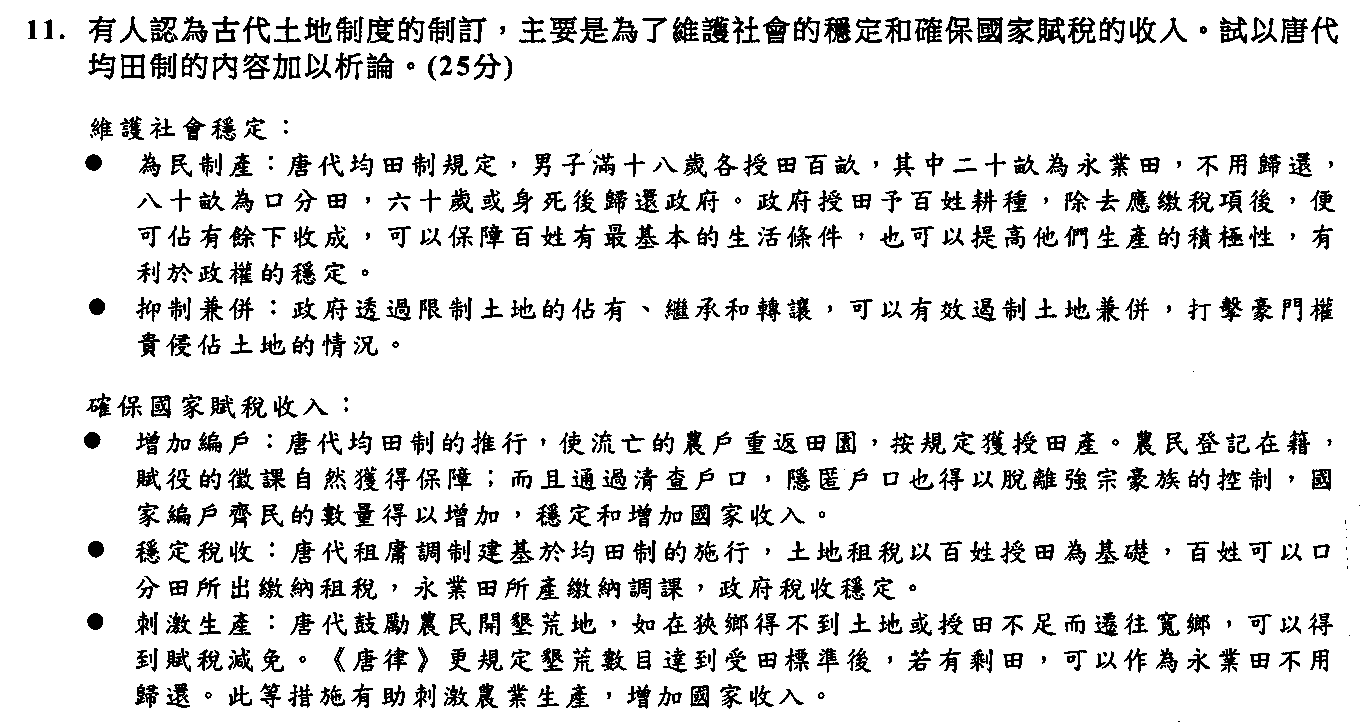 11. 有人認為古代土地制度的制訂，主要是為了維護社會的穩定和確保國家賦稅的收入。試以唐代
均田制的內容加以析論。(25分)
維護社會穩定：
● 為民制產：唐代均田制規定，男子滿十八歲各授田百畝，其中二十畝為永業田，不用歸還，
八十畝為口分田，六十歲或身死後歸還政府。政府授田予百姓耕種，除去應繳稅項後，便
可佔有餘下收成，可以保障百姓有最基本的生活條件，也可以提高他們生產的積極性，有
利於政權的穩定。
● 抑制兼併：政府透過限制土地的佔有、繼承和轉讓，可以有效遏制土地兼併，打擊豪門權
貴侵佔土地的情況。
確保國家賦稅收入：
● 增加編戶：唐代均田制的推行，使流亡的農戶重返田園，按規定獲授田產。農民登記在籍，
賦役的徵課自然獲得保障；而且通過清查戶口，隱匿戶口也得以脫離強宗豪族的控制，國
家編戶齊民的數量得以增加，穩定和增加國家收入。
● 穩定稅收：唐代租庸調制建基於均田制的施行，土地租稅以百姓授田為基礎，百姓可以口
分田所出繳納租稅，永業田所產繳納調課，政府稅收穩定。
● 刺激生產：唐代鼓勵農民開墾荒地，如在狹鄉得不到土地或授田不足而遷往寬鄉，可以得
到賦稅減免。《唐律》更規定墾荒數目達到受田標準後，若有剩田，可以作為永業田不用
歸還。此等措施有助刺激農業生產，增加國家收入。